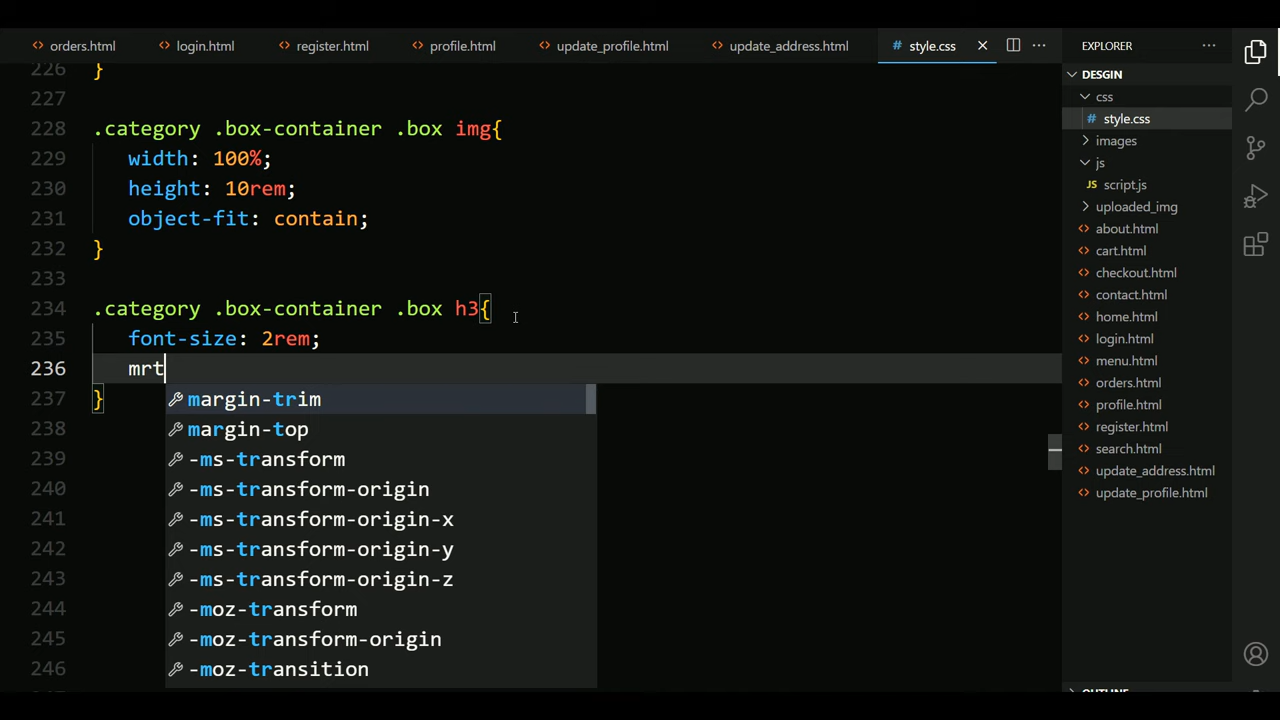 orders.html login.html register.html profile.html update_profile.html update_address.html # style.css
EXPLORER
DESGIN
css
# style.css
images
js
JS script.js
uploaded_img
about.html
cart.html
checkout.html
contact.html
home.html
login.html
menu.html
orders.html
profile.html
register.html
search.html
update_address.html
update_profile.html
OUTLINE
226 }
227
228 .category .box-container .box img{
229 width: 100%;
230 height: 10rem;
231 object-fit: contain;
232 }
233
234 .category .box-container .box h3{
235 font-size: 2rem;
236 mrt
237 }
238
239
240
241
242
243
244
245
246
margin-trim
margin-top
-ms-transform
-ms-transform-origin
-ms-transform-origin-x
-ms-transform-origin-y
-ms-transform-origin-z
-moz-transform
-moz-transform-origin
-moz-transition